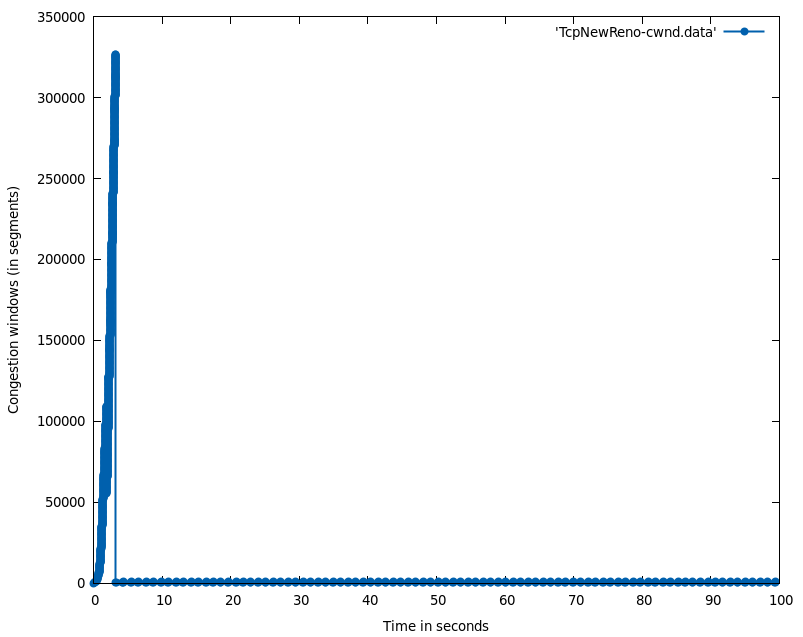 350000
300000
250000
200000
150000
100000
50000
0
'TcpNewReno-cwnd.data'
Congestion windows (in segments)
0 10 20 30 40 50 60 70 80 90 100
Time in seconds